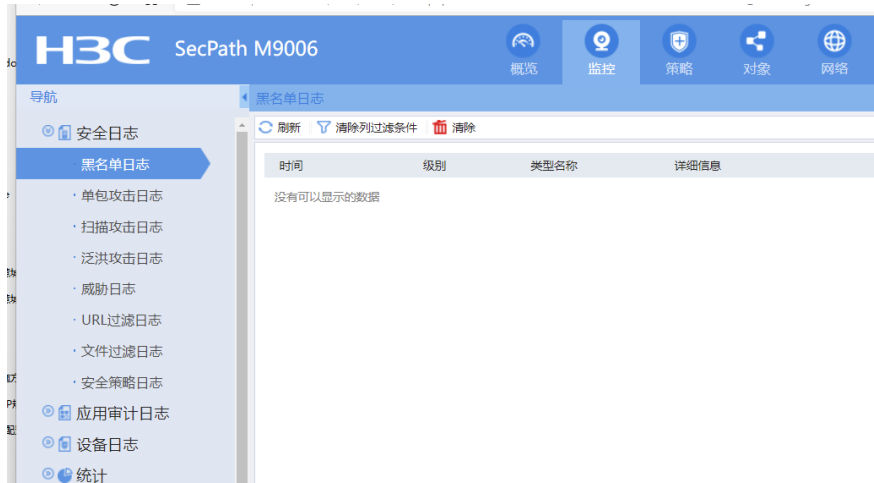 H3C SecPath M9006
概览 监控 策略 对象 网络
导航 黑名单日志
安全日志
刷新 清除列过滤条件 清除
·黑名单日志
时间 级别 类型名称 详细信息
·单包攻击日志
没有可以显示的数据
·扫描攻击日志
·泛洪攻击日志
·威胁日志
·URL过滤日志
·文件过滤日志
·安全策略日志
应用审计日志
设备日志
统计